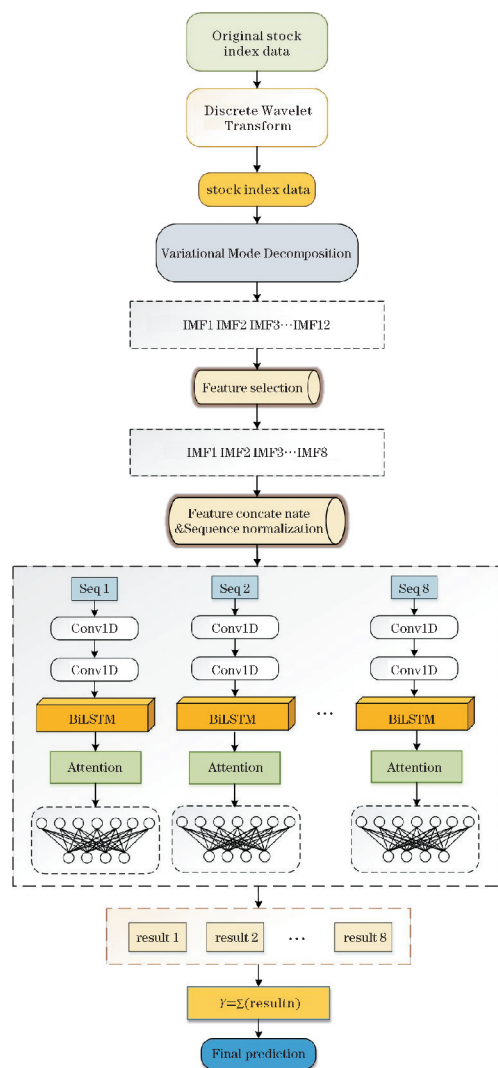 Original stock
index data
Discrete Wavelet
Transform
stock index data
Variational Mode Decomposition
IMF1 IMF2 IMF3…IMF12
Feature selection
IMF1 IMF2 IMF3…IMF8
Feature concate nate
&Sequence normalization
Seq 1
Seq 2
Seq 8
Conv1D
Conv1D
Conv1D
Conv1D
Conv1D
Conv1D
BiLSTM
BiLSTM
…
BiLSTM
Attention
Attention
Attention
result 1
result 2
…
result 8
Y=Σ(resultn)
Final prediction